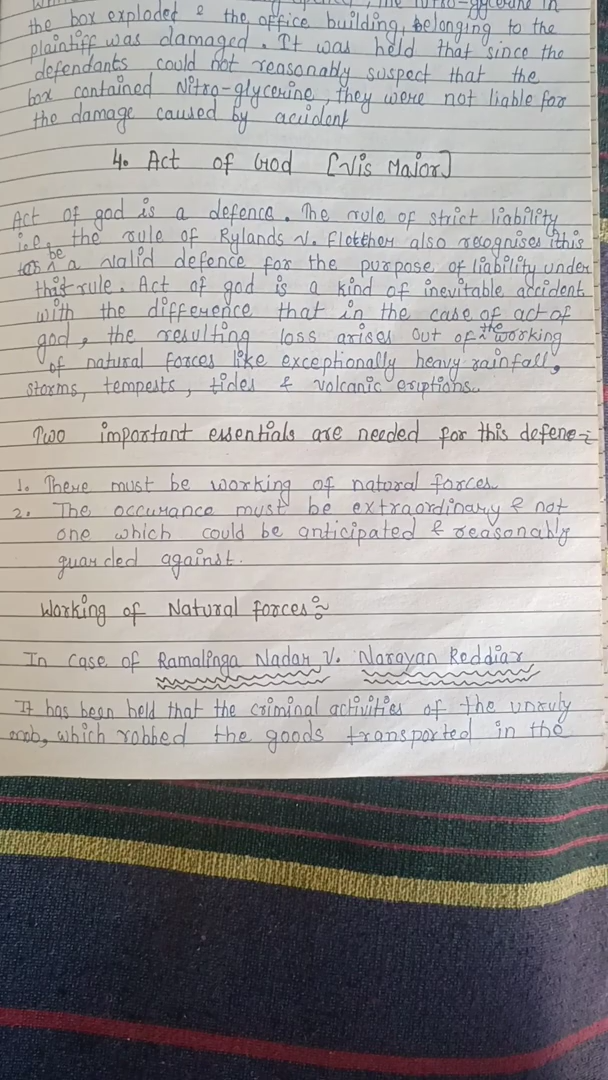 Nitro-glycerine in
the box exploded & the office building, belonging to the
plaintiff was damaged. It was held that since the
defendants could not reasonably suspect that the
box contained Nitro-glycerine, they were not liable for
the damage caused by acident
4. Act of God [Vis Major]
Act of god is a defence. The rule of strict liability
i.e. the rule of Rylands v. Fletcher also recognises this
to be a valid defence for the purpose of liability under
this rule. Act of god is a kind of inevitable accident
with the difference that in the case of act of
god, the resulting loss arises out of the working
of natural forces like exceptionally heavy rainfall,
storms, tempests, tides & volcanic eruptions.
Two important essentials are needed for this defence:
1. There must be working of natural forces
2. The occurance must be extraordinary & not
one which could be anticipated & reasonably
guarded against.
Working of Natural forces:
In case of Ramalinga Nadar V. Narayan Reddiar
It has been held that the criminal activities of the unruly
mob, which robbed the goods transported in the